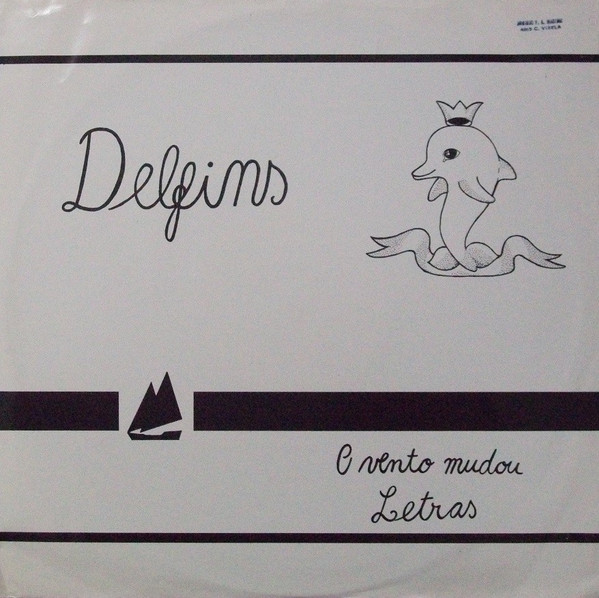 Delfins
O vento mudou
Letras